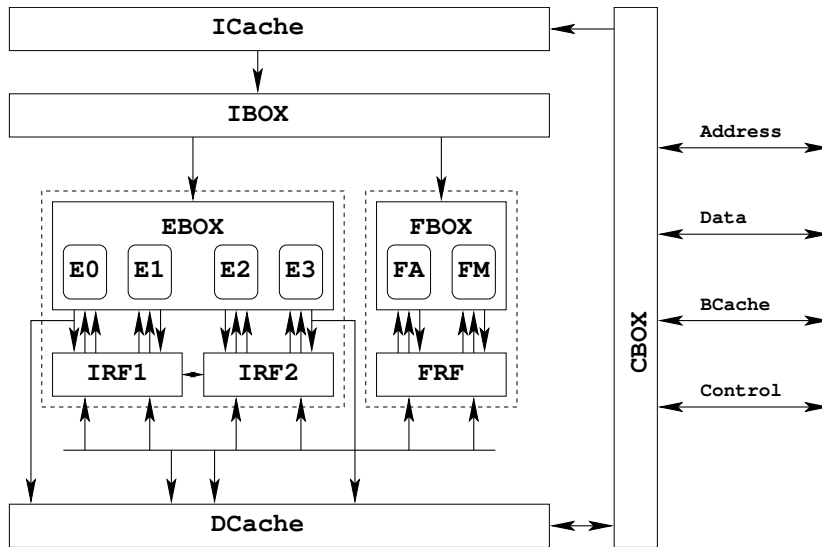 ICache
IBOX
Address
EBOX
FBOX
Data
E0 E1 E2 E3
FA FM
BCache
CBOX
IRF1
IRF2
FRF
Control
DCache